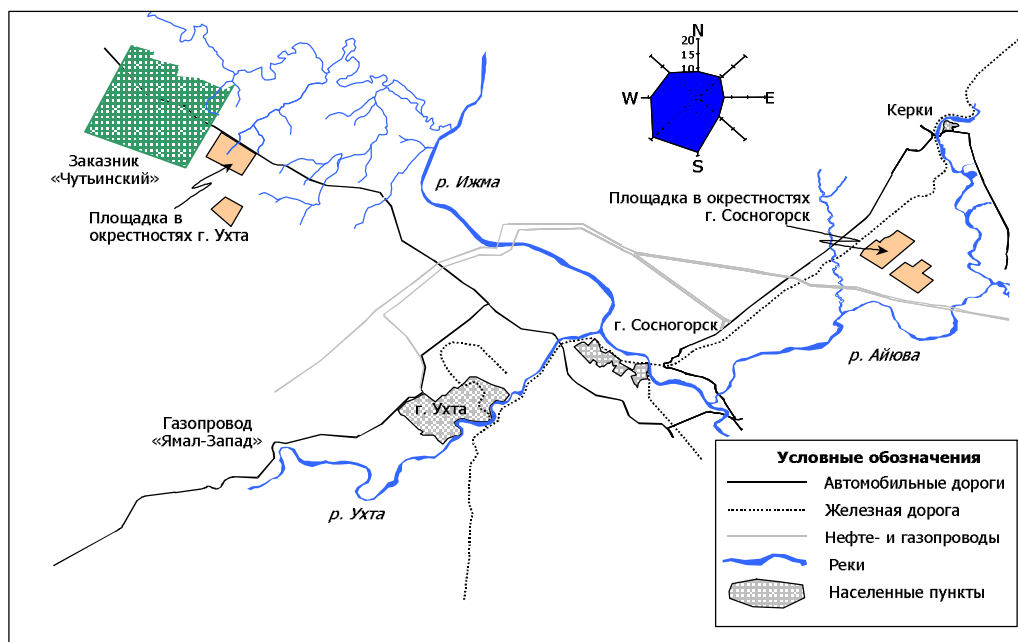 N
20
15
10
W
E
S
Керки
Заказник
«Чутьинский»
р. Ижма
Площадка в окрестностях
г. Сосногорск
Площадка в
окрестностях г. Ухта
г. Сосногорск
р. Айюва
г. Ухта
Газопровод
«Ямал-Запад»
р. Ухта
Условные обозначения
Автомобильные дороги
Железная дорога
Нефте- и газопроводы
Реки
Населенные пункты